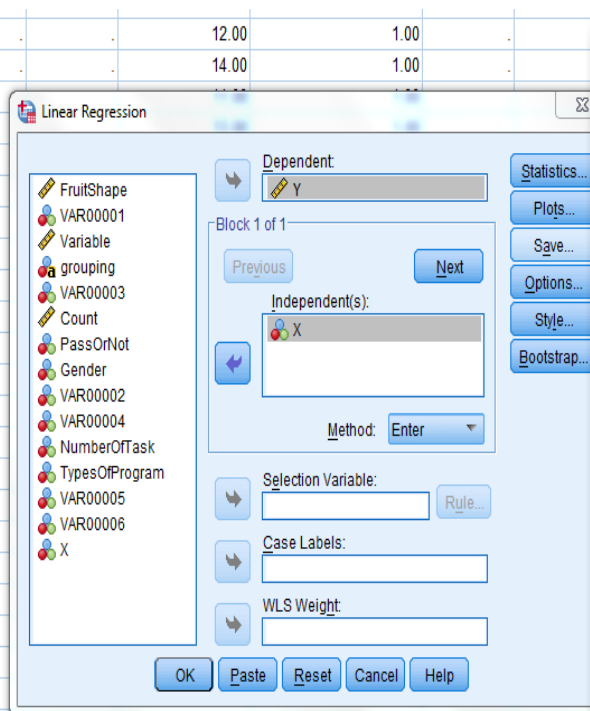 . . 12.00 1.00 .
. . 14.00 1.00 .
Linear Regression
FruitShape
VAR00001
Variable
grouping
VAR00003
Count
PassOrNot
Gender
VAR00002
VAR00004
NumberOfTask
TypesOfProgram
VAR00005
VAR00006
X
Dependent:
Y
Block 1 of 1
Previous Next
Independent(s):
X
Method: Enter
Selection Variable:
Rule...
Case Labels:
WLS Weight:
Statistics...
Plots...
Save...
Options...
Style...
Bootstrap...
OK Paste Reset Cancel Help